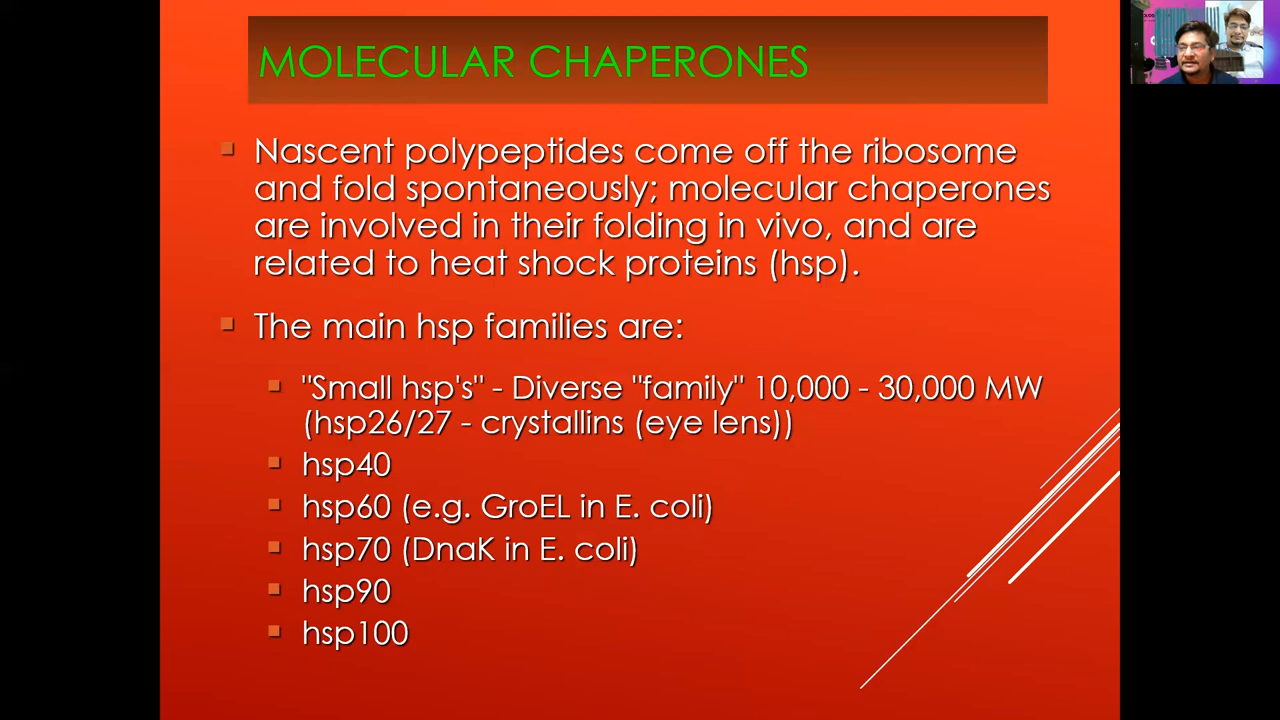 MOLECULAR CHAPERONES
Nascent polypeptides come off the ribosome
and fold spontaneously; molecular chaperones
are involved in their folding in vivo, and are
related to heat shock proteins (hsp).
The main hsp families are:
"Small hsp's" - Diverse "family" 10,000 - 30,000 MW
(hsp26/27 - crystallins (eye lens))
hsp40
hsp60 (e.g. GroEL in E. coli)
hsp70 (DnaK in E. coli)
hsp90
hsp100